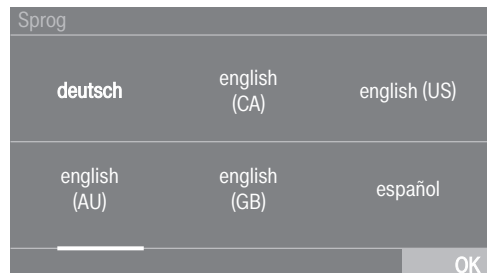 Sprog
deutsch
english
(CA)
english (US)
english
(AU)
english
(GB)
español
OK